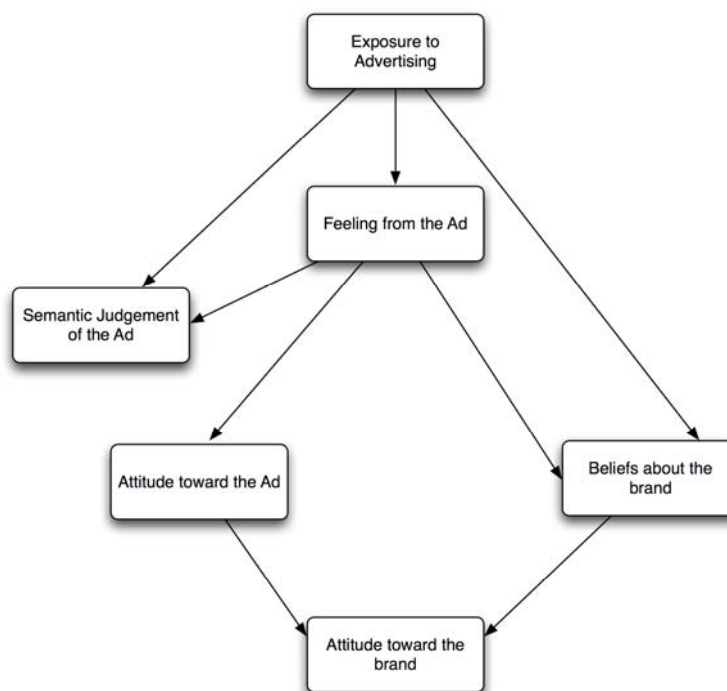 Exposure to
Advertising
Feeling from the Ad
Semantic Judgement
of the Ad
Attitude toward the Ad
Beliefs about the
brand
Attitude toward the
brand